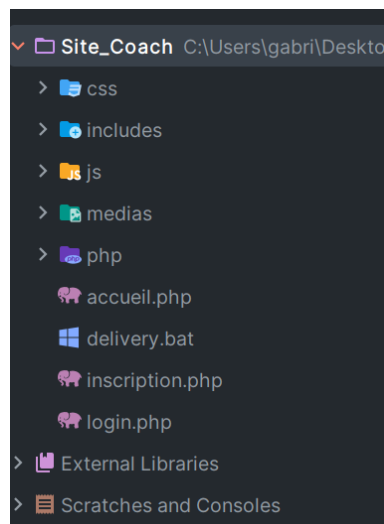 Site_Coach C:\Users\gabri\Deskto
css
includes
js
medias
php
accueil.php
delivery.bat
inscription.php
login.php
External Libraries
Scratches and Consoles